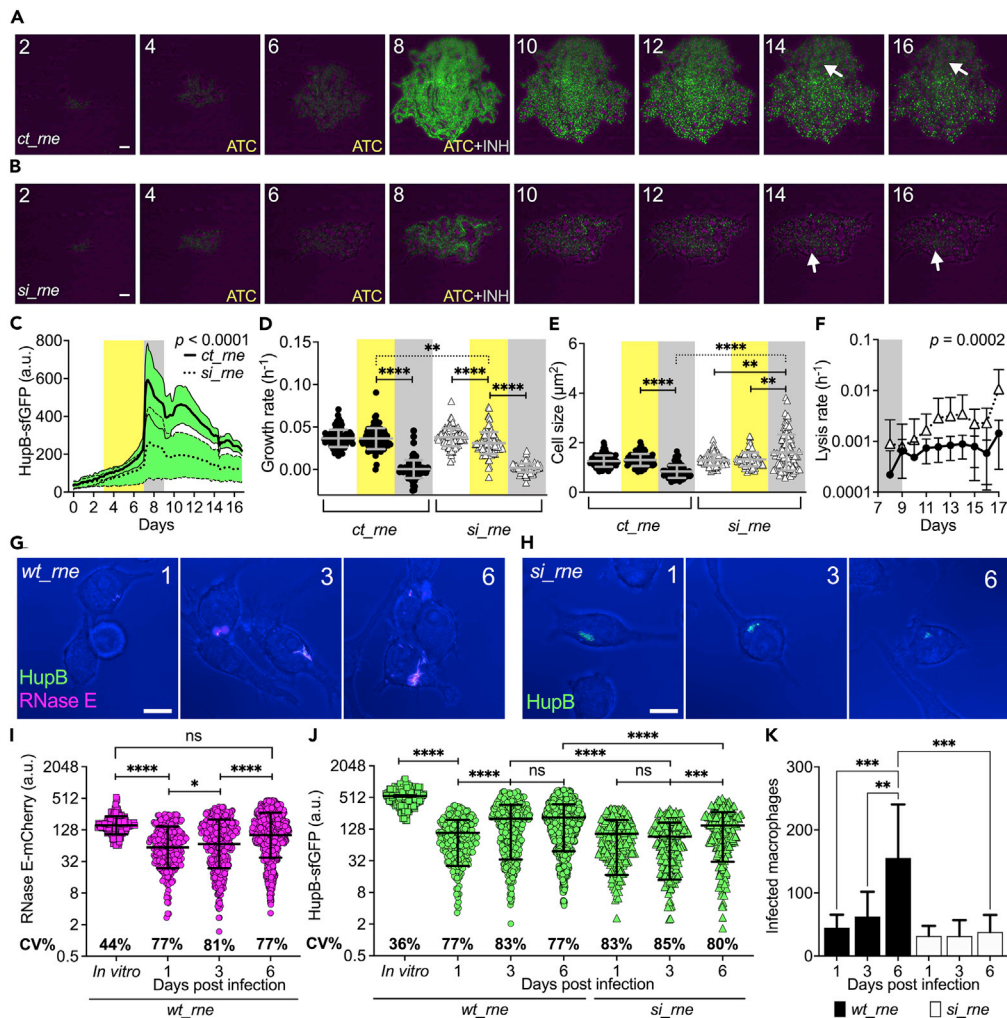 A
2 4 6 8 10 12 14 16
ct_rne ATC ATC ATC+INH
B
2 4 6 8 10 12 14 16
si_rne ATC ATC ATC+INH
C
p < 0.0001
ct_rne
si_rne
HupB-sfGFP (a.u.)
800
600
400
200
0
0 2 4 6 8 10 12 14 16
Days
D
Growth rate (h⁻¹)
0.15
0.10
0.05
0.00
**
**** **** ****
ct_rne si_rne
E
Cell size (µm²)
6
4
2
0
****
**
**** **
ct_rne si_rne
F
p = 0.0002
Lysis rate (h⁻¹)
0.1
0.01
0.001
0.0001
7 9 11 13 15 17
Days
G
wt_rne 1 3 6
HupB
RNase E
H
si_rne 1 3 6
HupB
I
RNase E-mCherry (a.u.)
2048
512
128
32
8
2
0.5
ns
**** * ****
CV% 44% 77% 81% 77%
In vitro 1 3 6
Days post infection
wt_rne
J
HupB-sfGFP (a.u.)
2048
512
128
32
8
2
0.5
****
****
**** **** ns ns ***
CV% 36% 77% 83% 77% 83% 85% 80%
In vitro 1 3 6 1 3 6
Days post infection
wt_rne si_rne
K
Infected macrophages
300
200
100
0
*** ***
**
1 3 6 1 3 6
Days post infection
wt_rne si_rne